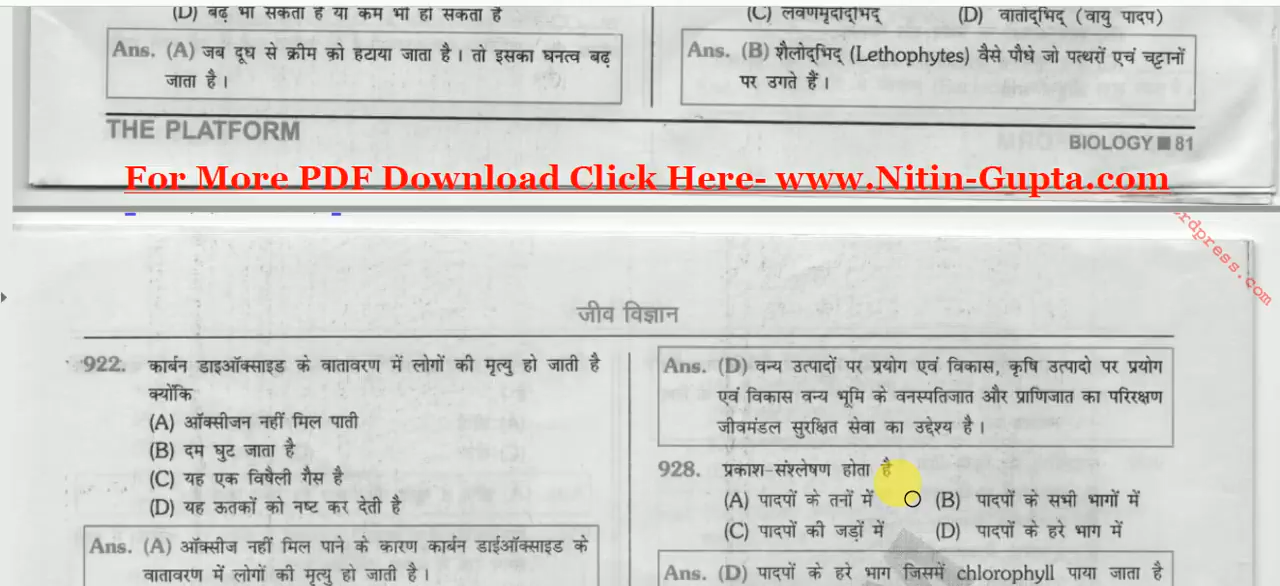 (D) बढ़ भी सकता है या कम भी हो सकता है
Ans. (A) जब दूध से क्रीम को हटाया जाता है। तो इसका घनत्व बढ़
जाता है।
(C) लवणमृदोद्भिद् (D) वातोद्भिद् (वायु पादप)
Ans. (B) शैलोद्भिद् (Lethophytes) वैसे पौधे जो पत्थरों एवं चट्टानों
पर उगते हैं।
THE PLATFORM
BIOLOGY ■ 81
For More PDF Download Click Here- www.Nitin-Gupta.com
rdpress.com
जीव विज्ञान
922. कार्बन डाइऑक्साइड के वातावरण में लोगों की मृत्यु हो जाती है
क्योंकि
(A) ऑक्सीजन नहीं मिल पाती
(B) दम घुट जाता है
(C) यह एक विषैली गैस है
(D) यह ऊतकों को नष्ट कर देती है
Ans. (A) ऑक्सीज नहीं मिल पाने के कारण कार्बन डाईऑक्साइड के
वातावरण में लोगों की मृत्यु हो जाती है।
Ans. (D) वन्य उत्पादों पर प्रयोग एवं विकास, कृषि उत्पादो पर प्रयोग
एवं विकास वन्य भूमि के वनस्पतिजात और प्राणिजात का परिरक्षण
जीवमंडल सुरक्षित सेवा का उद्देश्य है।
928. प्रकाश-संश्लेषण होता है
(A) पादपों के तनों में (B) पादपों के सभी भागों में
(C) पादपों की जड़ों में (D) पादपों के हरे भाग में
Ans. (D) पादपों के हरे भाग जिसमें chlorophyll पाया जाता है